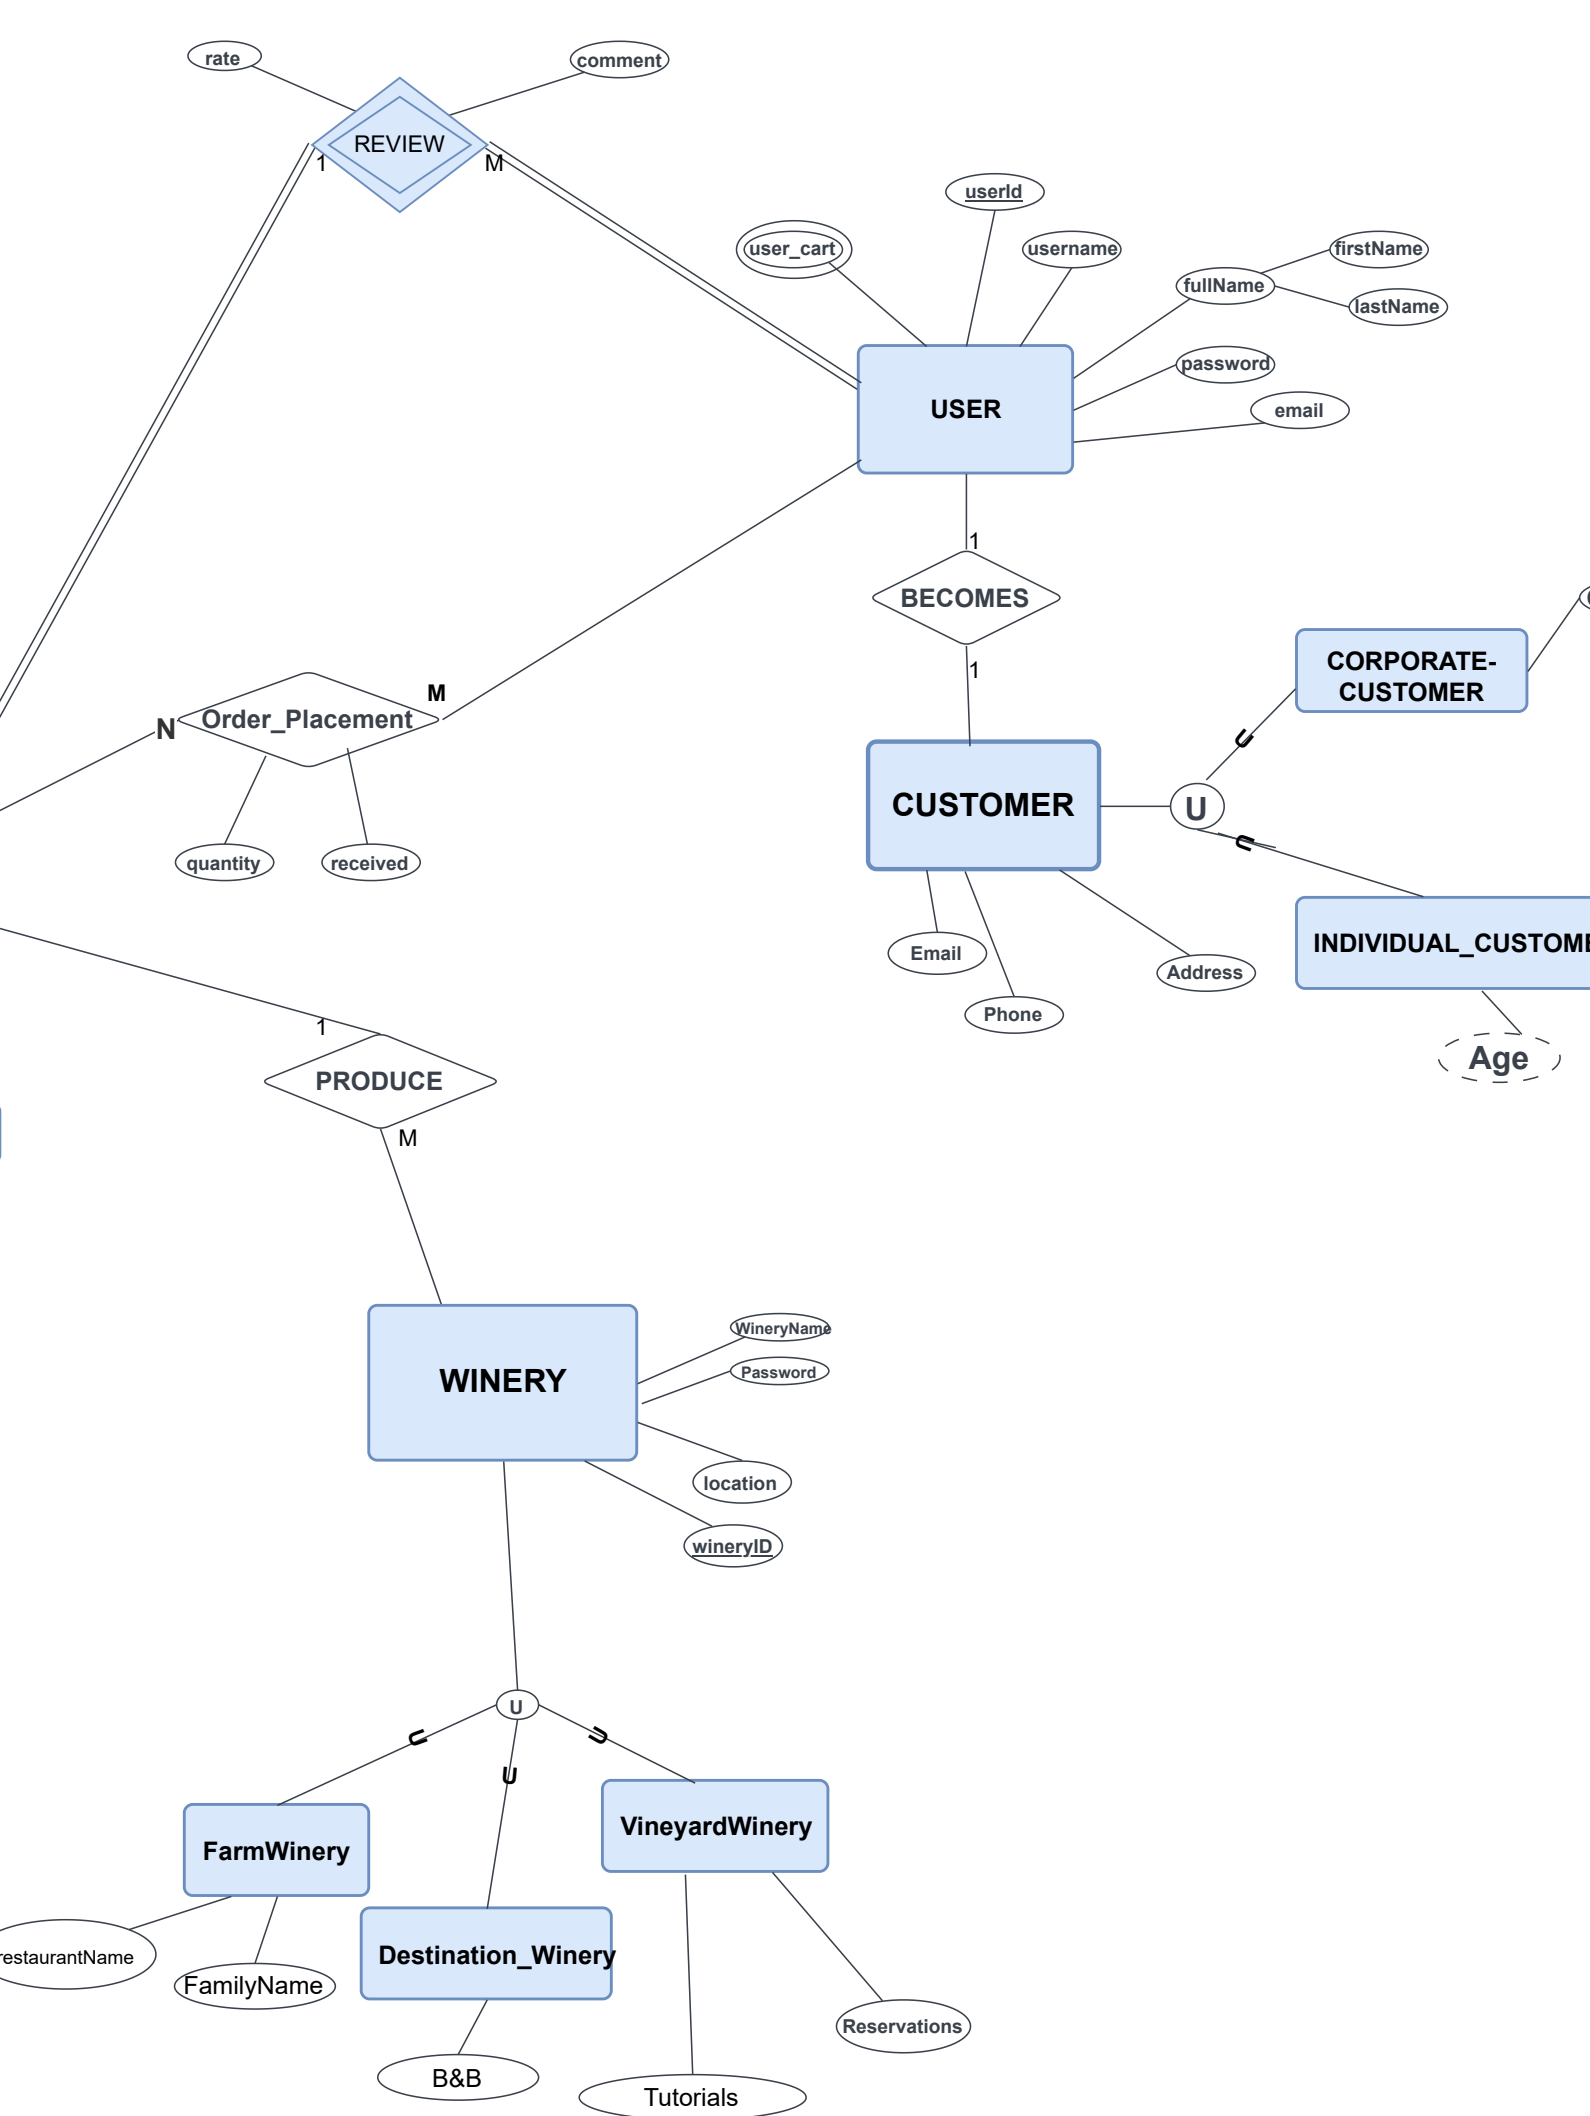 rate
comment
REVIEW
1
M
userId
user_cart
username
firstName
fullName
lastName
password
email
USER
1
BECOMES
1
CORPORATE-
CUSTOMER
M
N
Order_Placement
U
CUSTOMER
U
U
quantity
received
Email
Address
INDIVIDUAL_CUSTOME
Phone
1
Age
PRODUCE
M
WineryName
Password
WINERY
location
wineryID
U
U
U
U
VineyardWinery
FarmWinery
Destination_Winery
restaurantName
FamilyName
Reservations
B&B
Tutorials